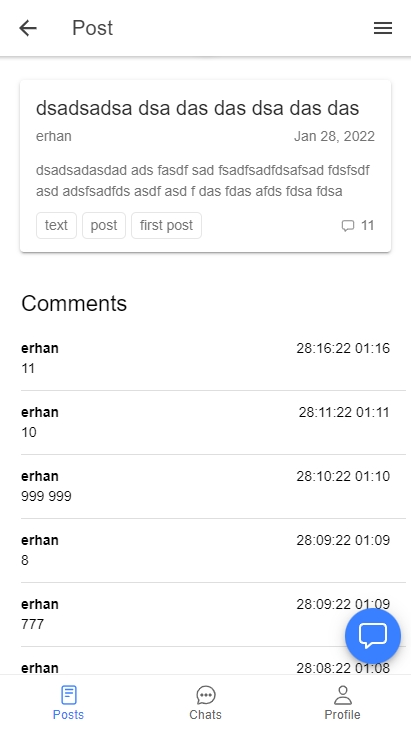 Post
dsadsadsa dsa das das dsa das das
erhan Jan 28, 2022
dsadsadasdad ads fasdf sad fsadfsadfdsafsad fdsfsdf
asd adsfsadfds asdf asd f das fdas afds fdsa fdsa
text post first post 11
Comments
erhan 28:16:22 01:16
11
erhan 28:11:22 01:11
10
erhan 28:10:22 01:10
999 999
erhan 28:09:22 01:09
8
erhan 28:09:22 01:09
777
erhan 28:08:22 01:08
Posts Chats Profile